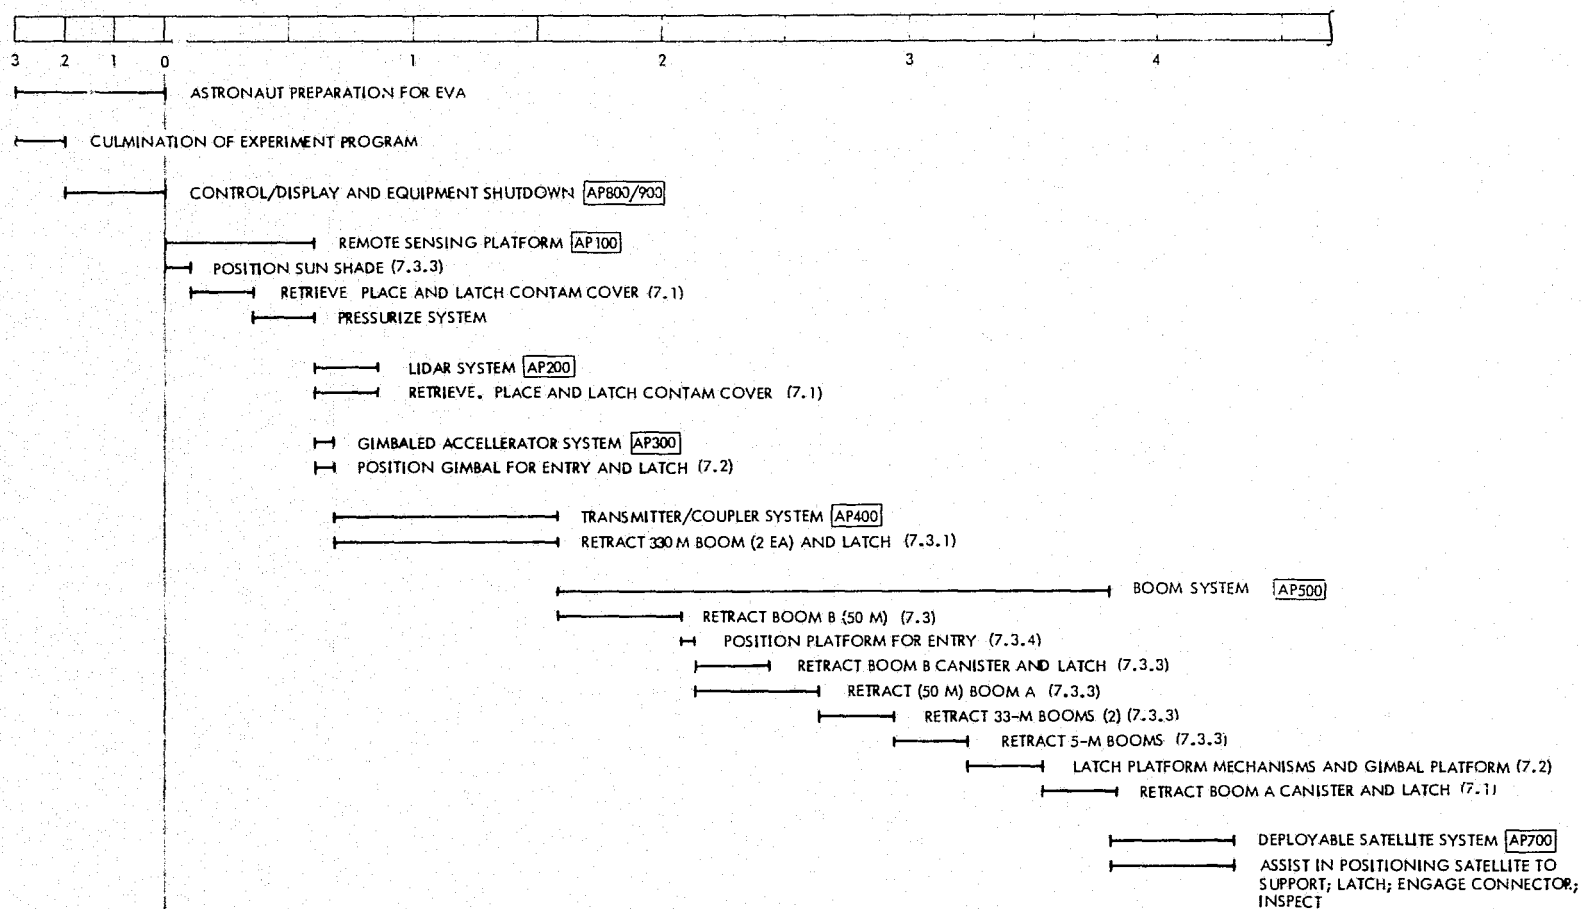 3 2 1 0 1 2 3 4
ASTRONAUT PREPARATION FOR EVA
CULMINATION OF EXPERIMENT PROGRAM
CONTROL/DISPLAY AND EQUIPMENT SHUTDOWN AP800/900
REMOTE SENSING PLATFORM AP100
POSITION SUN SHADE (7.3.3)
RETRIEVE PLACE AND LATCH CONTAM COVER (7.1)
PRESSURIZE SYSTEM
LIDAR SYSTEM AP200
RETRIEVE. PLACE AND LATCH CONTAM COVER (7.1)
GIMBALED ACCELLERATOR SYSTEM AP300
POSITION GIMBAL FOR ENTRY AND LATCH (7.2)
TRANSMITTER/COUPLER SYSTEM AP400
RETRACT 330 M BOOM (2 EA) AND LATCH (7.3.1)
BOOM SYSTEM AP500
RETRACT BOOM B (50 M) (7.3)
POSITION PLATFORM FOR ENTRY (7.3.4)
RETRACT BOOM B CANISTER AND LATCH (7.3.3)
RETRACT (50 M) BOOM A (7.3.3)
RETRACT 33-M BOOMS (2) (7.3.3)
RETRACT 5-M BOOMS (7.3.3)
LATCH PLATFORM MECHANISMS AND GIMBAL PLATFORM (7.2)
RETRACT BOOM A CANISTER AND LATCH (7.1)
DEPLOYABLE SATELLITE SYSTEM AP700
ASSIST IN POSITIONING SATELLITE TO
SUPPORT; LATCH; ENGAGE CONNECTOR;
INSPECT